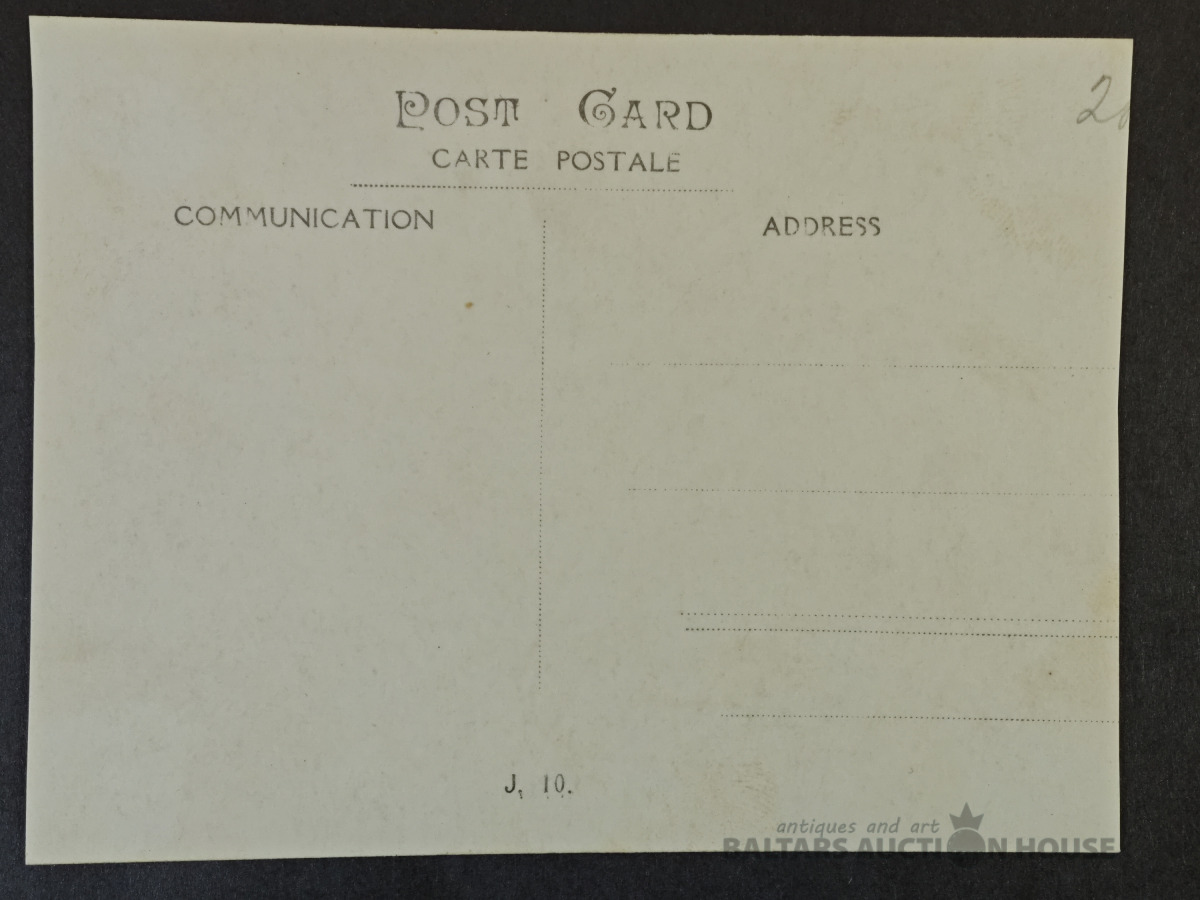 POST CARD
CARTE POSTALE
COMMUNICATION
ADDRESS
J, 10.
antiques and art
BALTARS AUCTION HOUSE